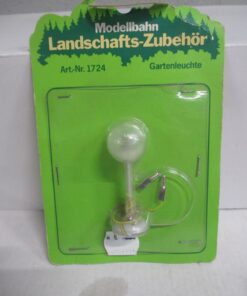 Modellbahn
Landschafts-Zubehör
Art.-Nr. 1724
Gartenleuchte